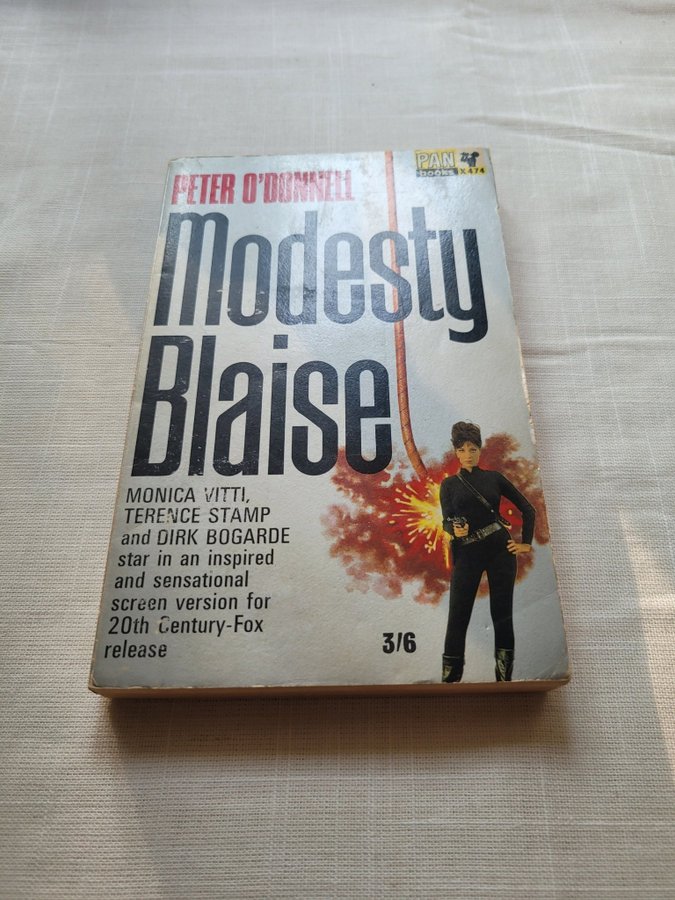 PAN
books X474
PETER O'DONNELL
Modesty
Blaise
MONICA VITTI,
TERENCE STAMP
and DIRK BOGARDE
star in an inspired
and sensational
screen version for
20th Century-Fox
release
3/6